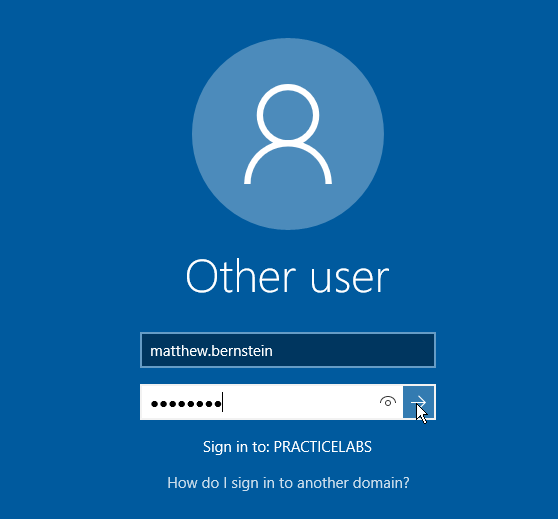 Other user
matthew.bernstein
●●●●●●●●
Sign in to: PRACTICELABS
How do I sign in to another domain?